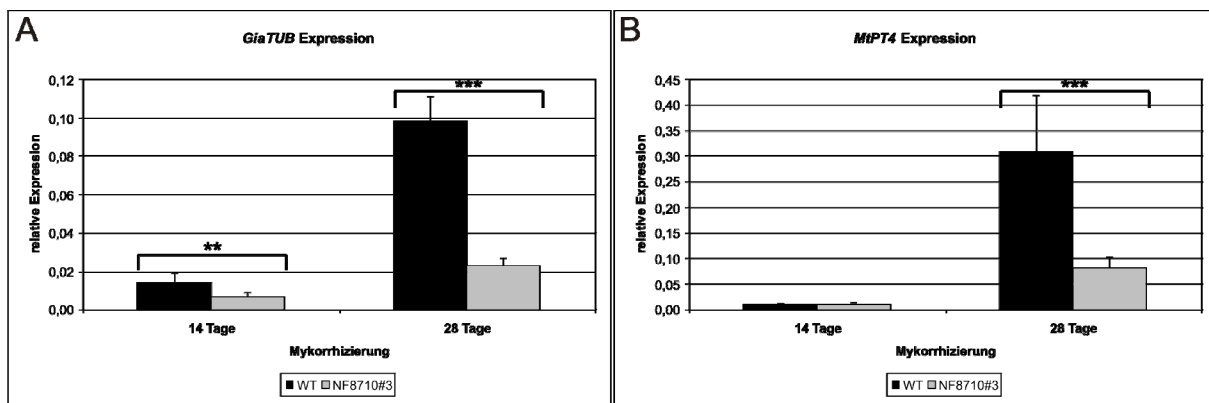 A
GiaTUB Expression
relative Expression
0,12
0,10
0,08
0,06
0,04
0,02
0,00
**
***
14 Tage
28 Tage
Mykorrhizierung
WT NF8710#3
B
MtPT4 Expression
relative Expression
0,45
0,40
0,35
0,30
0,25
0,20
0,15
0,10
0,05
0,00
***
14 Tage
28 Tage
Mykorrhizierung
WT NF8710#3